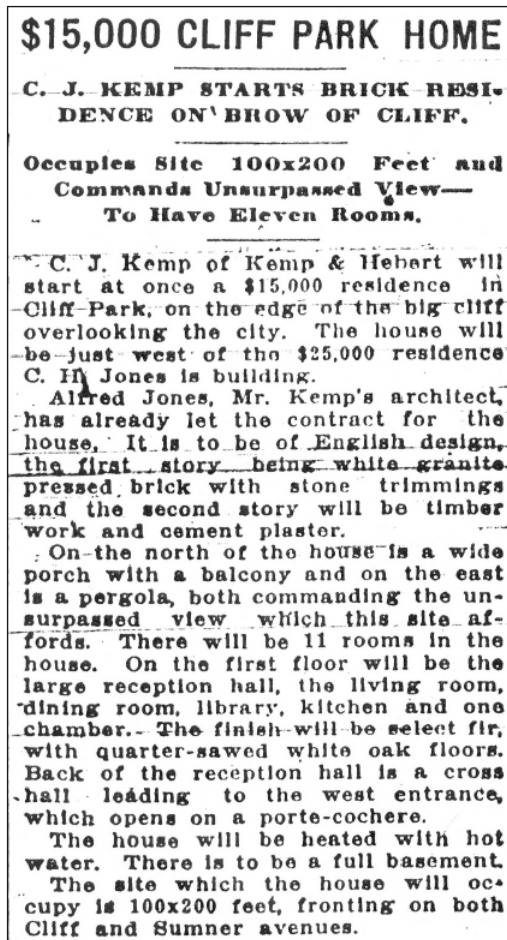 $15,000 CLIFF PARK HOME
C. J. KEMP STARTS BRICK RESI-
DENCE ON BROW OF CLIFF.
Occupies Site 100x200 Feet and
Commands Unsurpassed View—
To Have Eleven Rooms.
C. J. Kemp of Kemp & Hebert will
start at once a $15,000 residence in
Cliff Park, on the edge of the big cliff
overlooking the city. The house will
be just west of the $25,000 residence
C. H. Jones is building.
Alfred Jones, Mr. Kemp's architect,
has already let the contract for the
house. It is to be of English design,
the first story being white granite
pressed brick with stone trimmings
and the second story will be timber
work and cement plaster.
On the north of the house is a wide
porch with a balcony and on the east
is a pergola, both commanding the un-
surpassed view which this site af-
fords. There will be 11 rooms in the
house. On the first floor will be the
large reception hall, the living room,
dining room, library, kitchen and one
chamber. The finish will be select fir,
with quarter-sawed white oak floors.
Back of the reception hall is a cross
hall leading to the west entrance,
which opens on a porte-cochere.
The house will be heated with hot
water. There is to be a full basement.
The site which the house will oc-
cupy is 100x200 feet, fronting on both
Cliff and Sumner avenues.